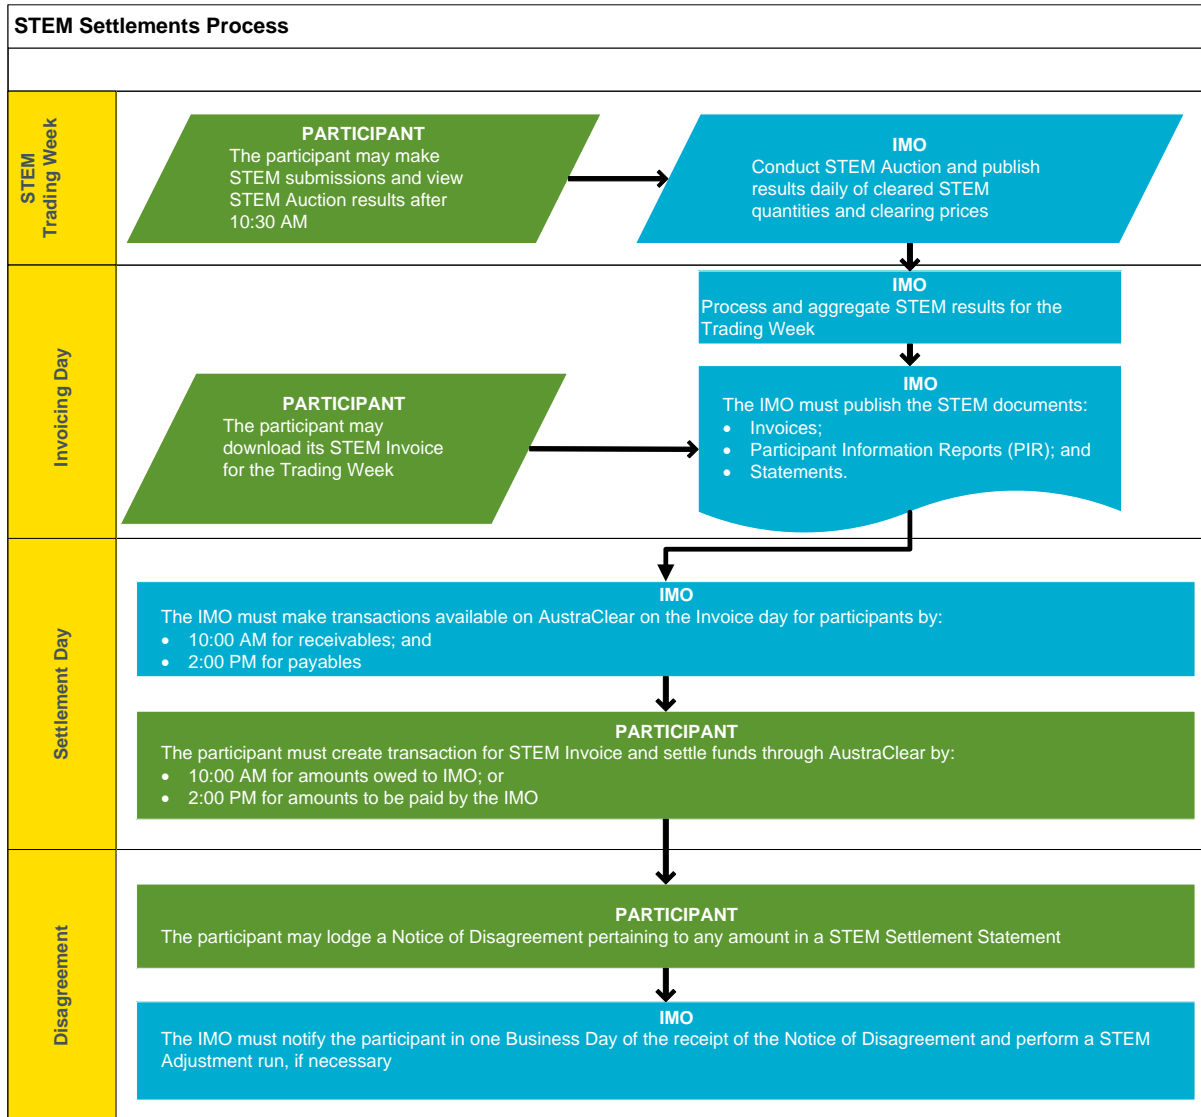 STEM Settlements Process
STEM
Trading Week
PARTICIPANT
The participant may make
STEM submissions and view
STEM Auction results after
10:30 AM
IMO
Conduct STEM Auction and publish
results daily of cleared STEM
quantities and clearing prices
Invoicing Day
IMO
Process and aggregate STEM results for the
Trading Week
PARTICIPANT
The participant may
download its STEM Invoice
for the Trading Week
IMO
The IMO must publish the STEM documents:
• Invoices;
• Participant Information Reports (PIR); and
• Statements.
Settlement Day
IMO
The IMO must make transactions available on AustraClear on the Invoice day for participants by:
• 10:00 AM for receivables; and
• 2:00 PM for payables
PARTICIPANT
The participant must create transaction for STEM Invoice and settle funds through AustraClear by:
• 10:00 AM for amounts owed to IMO; or
• 2:00 PM for amounts to be paid by the IMO
Disagreement
PARTICIPANT
The participant may lodge a Notice of Disagreement pertaining to any amount in a STEM Settlement Statement
IMO
The IMO must notify the participant in one Business Day of the receipt of the Notice of Disagreement and perform a STEM
Adjustment run, if necessary